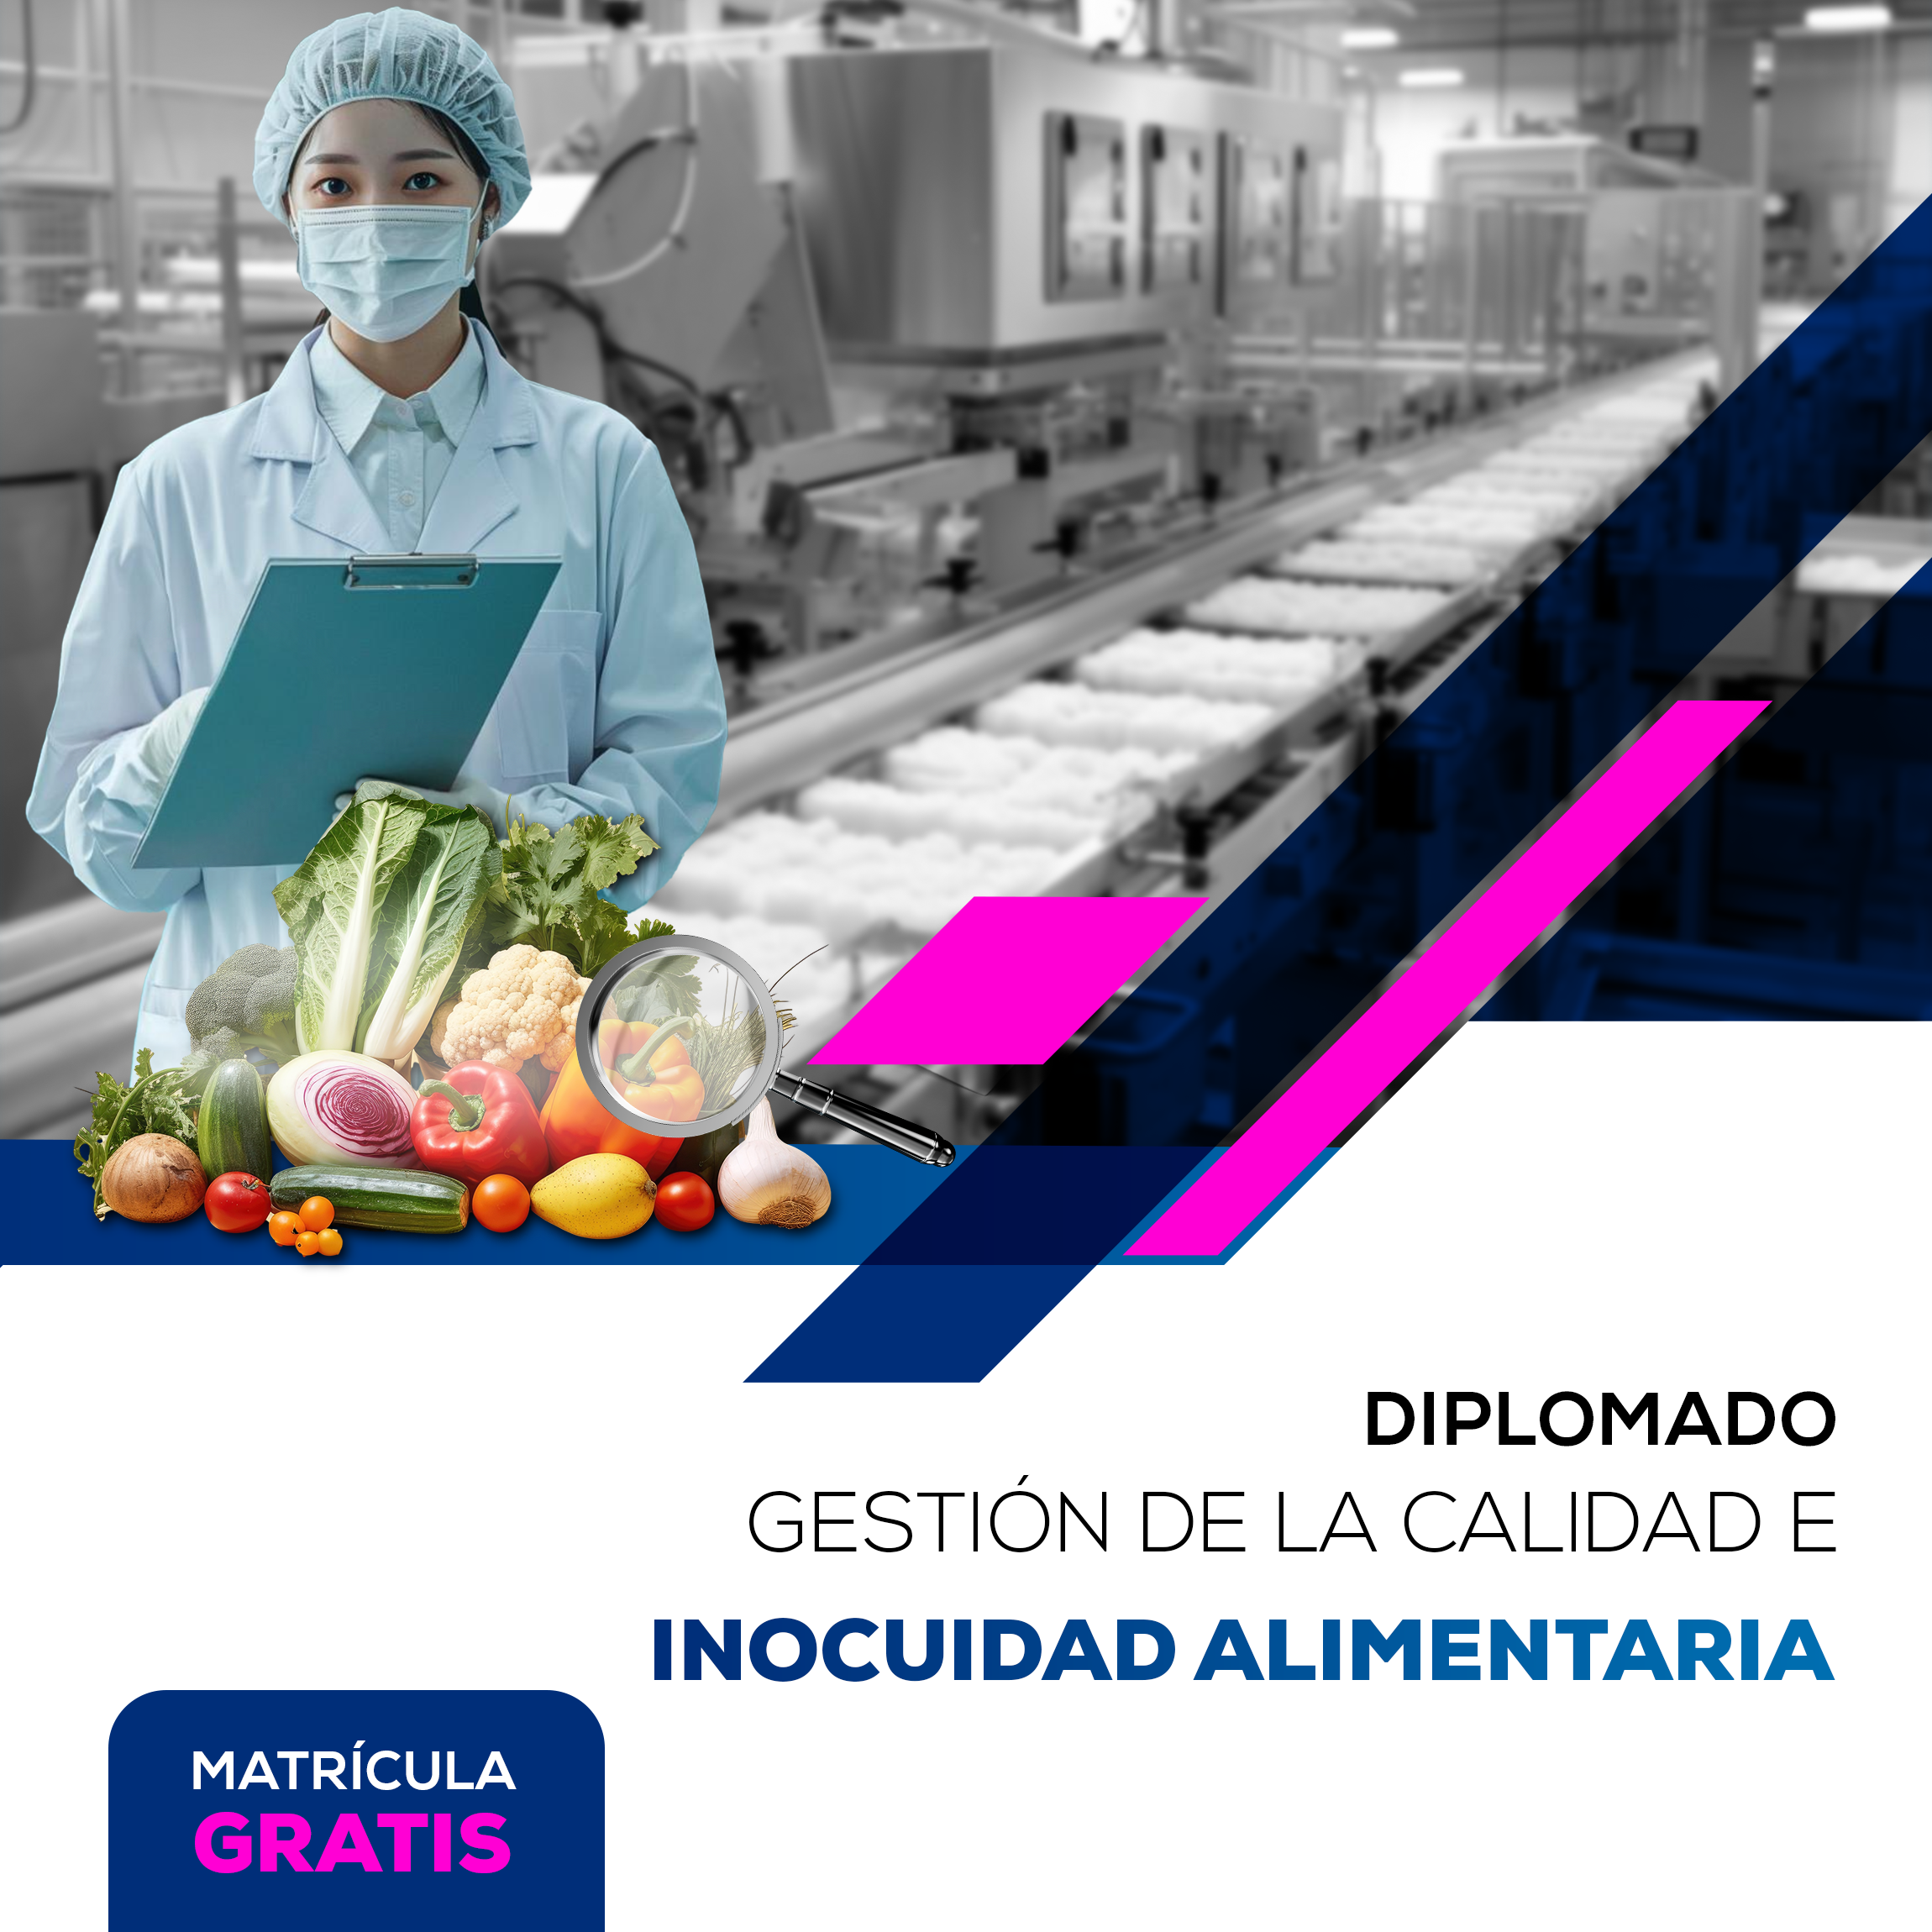 DIPLOMADO
GESTIÓN DE LA CALIDAD E
INOCUIDAD ALIMENTARIA
MATRÍCULA
GRATIS